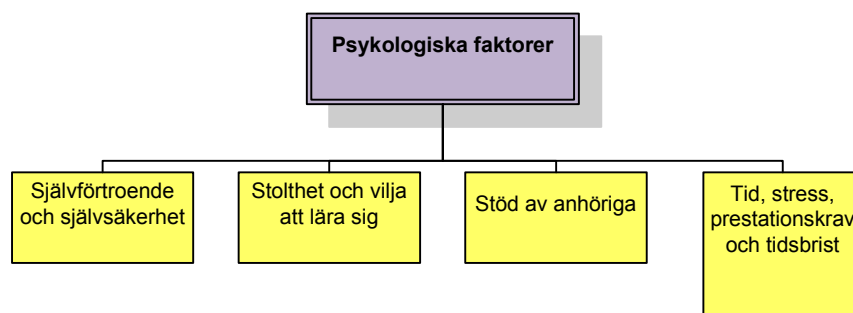 Psykologiska faktorer
Självförtroende
och självsäkerhet
Stolthet och vilja
att lära sig
Stöd av anhöriga
Tid, stress,
prestationskrav
och tidsbrist